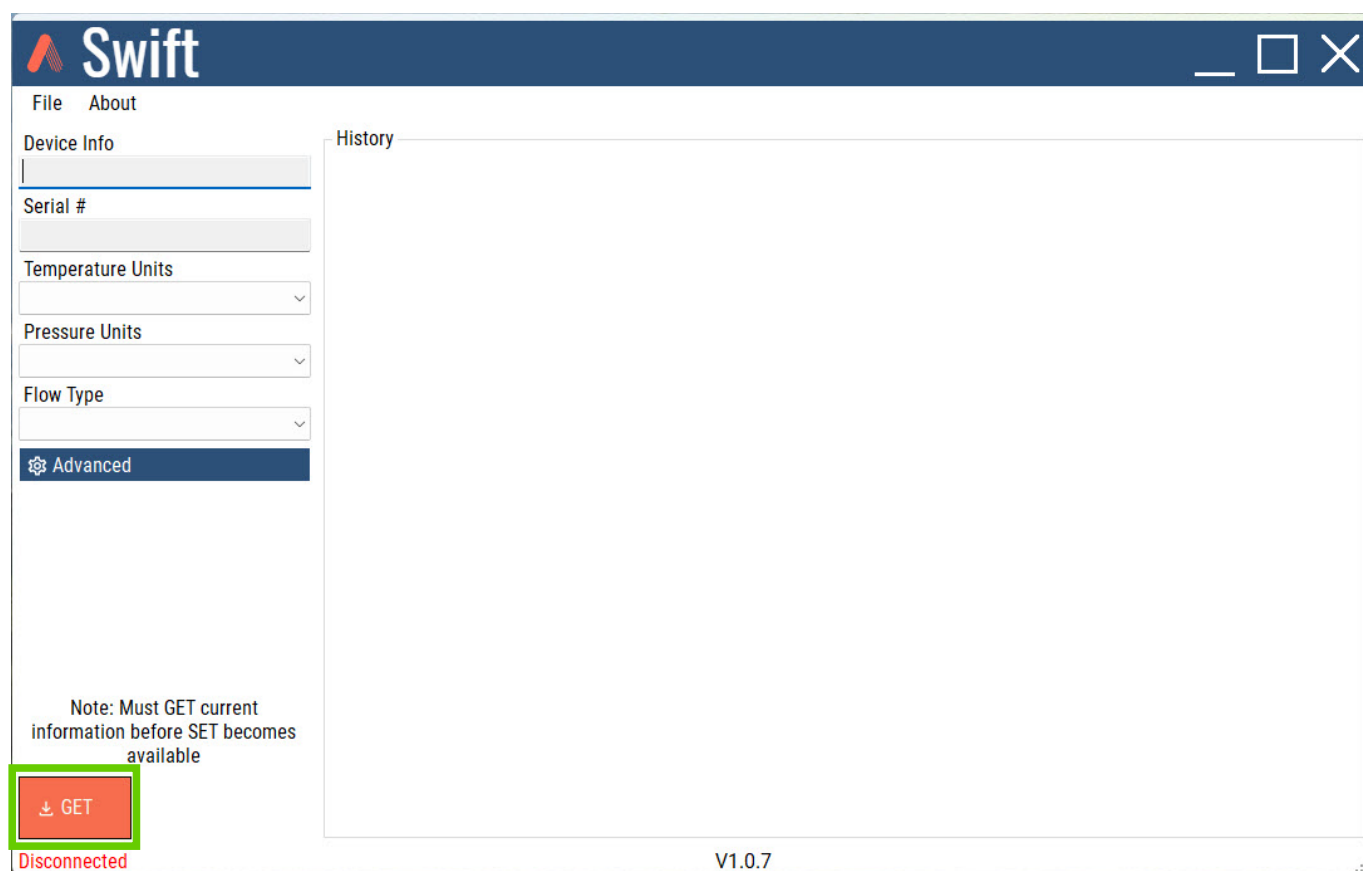 Swift
File About
Device Info
History
Serial #
Temperature Units
Pressure Units
Flow Type
Advanced
Note: Must GET current
information before SET becomes
available
GET
Disconnected
V1.0.7